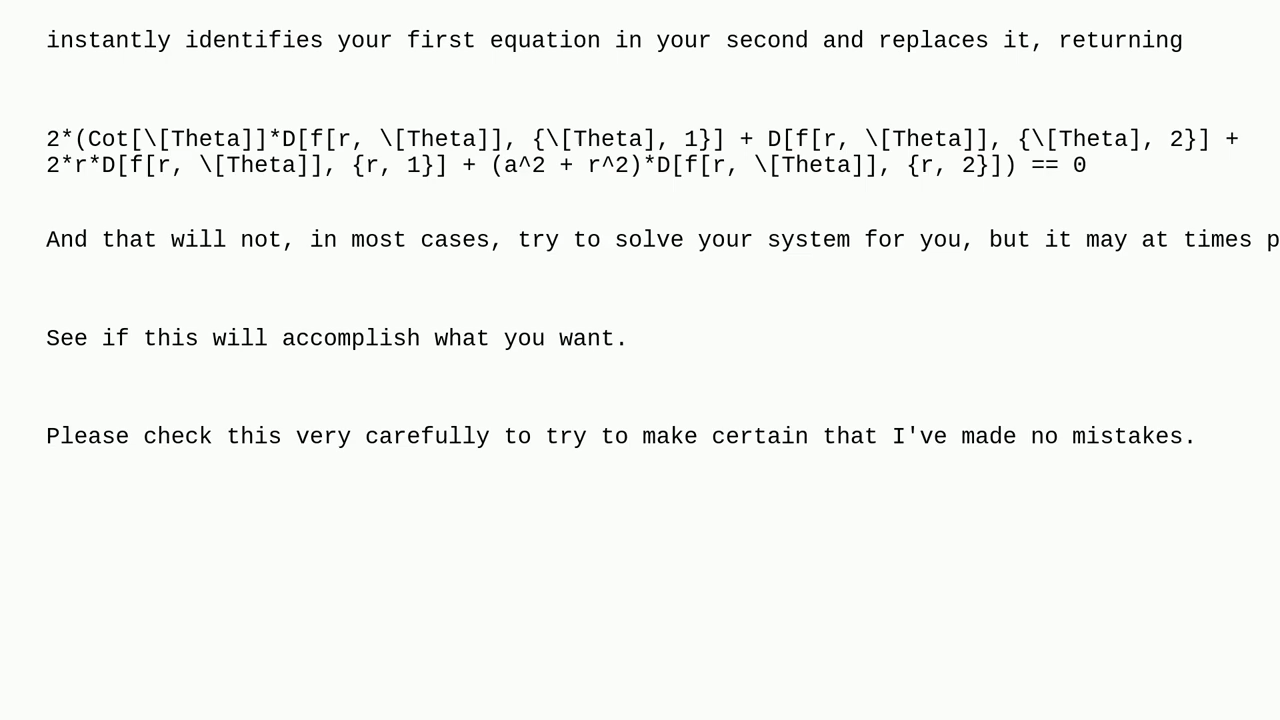 instantly identifies your first equation in your second and replaces it, returning
2*(Cot[\[Theta]]*D[f[r, \[Theta]], {\[Theta], 1}] + D[f[r, \[Theta]], {\[Theta], 2}] +
2*r*D[f[r, \[Theta]], {r, 1}] + (a^2 + r^2)*D[f[r, \[Theta]], {r, 2}]) == 0
And that will not, in most cases, try to solve your system for you, but it may at times
See if this will accomplish what you want.
Please check this very carefully to try to make certain that I've made no mistakes.